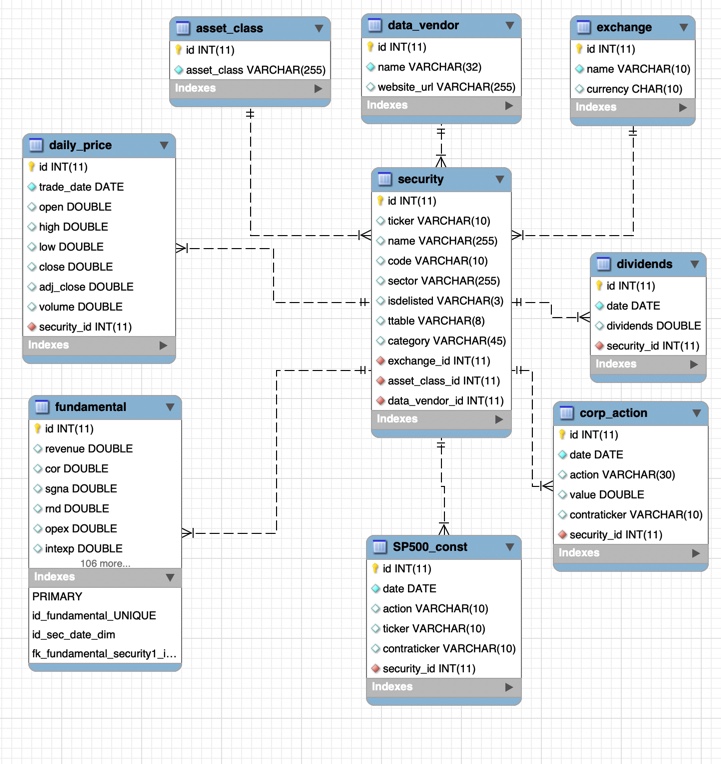 asset_class
id INT(11)
asset_class VARCHAR(255)
Indexes
data_vendor
id INT(11)
name VARCHAR(32)
website_url VARCHAR(255)
Indexes
exchange
id INT(11)
name VARCHAR(10)
currency CHAR(10)
Indexes
daily_price
id INT(11)
trade_date DATE
open DOUBLE
high DOUBLE
low DOUBLE
close DOUBLE
adj_close DOUBLE
volume DOUBLE
security_id INT(11)
Indexes
security
id INT(11)
ticker VARCHAR(10)
name VARCHAR(255)
code VARCHAR(10)
sector VARCHAR(255)
isdelisted VARCHAR(3)
ttable VARCHAR(8)
category VARCHAR(45)
exchange_id INT(11)
asset_class_id INT(11)
data_vendor_id INT(11)
Indexes
dividends
id INT(11)
date DATE
dividends DOUBLE
security_id INT(11)
Indexes
fundamental
id INT(11)
revenue DOUBLE
cor DOUBLE
sgna DOUBLE
rnd DOUBLE
opex DOUBLE
intexp DOUBLE
106 more...
Indexes
PRIMARY
id_fundamental_UNIQUE
id_sec_date_dim
fk_fundamental_security1_i...
corp_action
id INT(11)
date DATE
action VARCHAR(30)
value DOUBLE
contraticker VARCHAR(10)
security_id INT(11)
Indexes
SP500_const
id INT(11)
date DATE
action VARCHAR(10)
ticker VARCHAR(10)
contraticker VARCHAR(10)
security_id INT(11)
Indexes